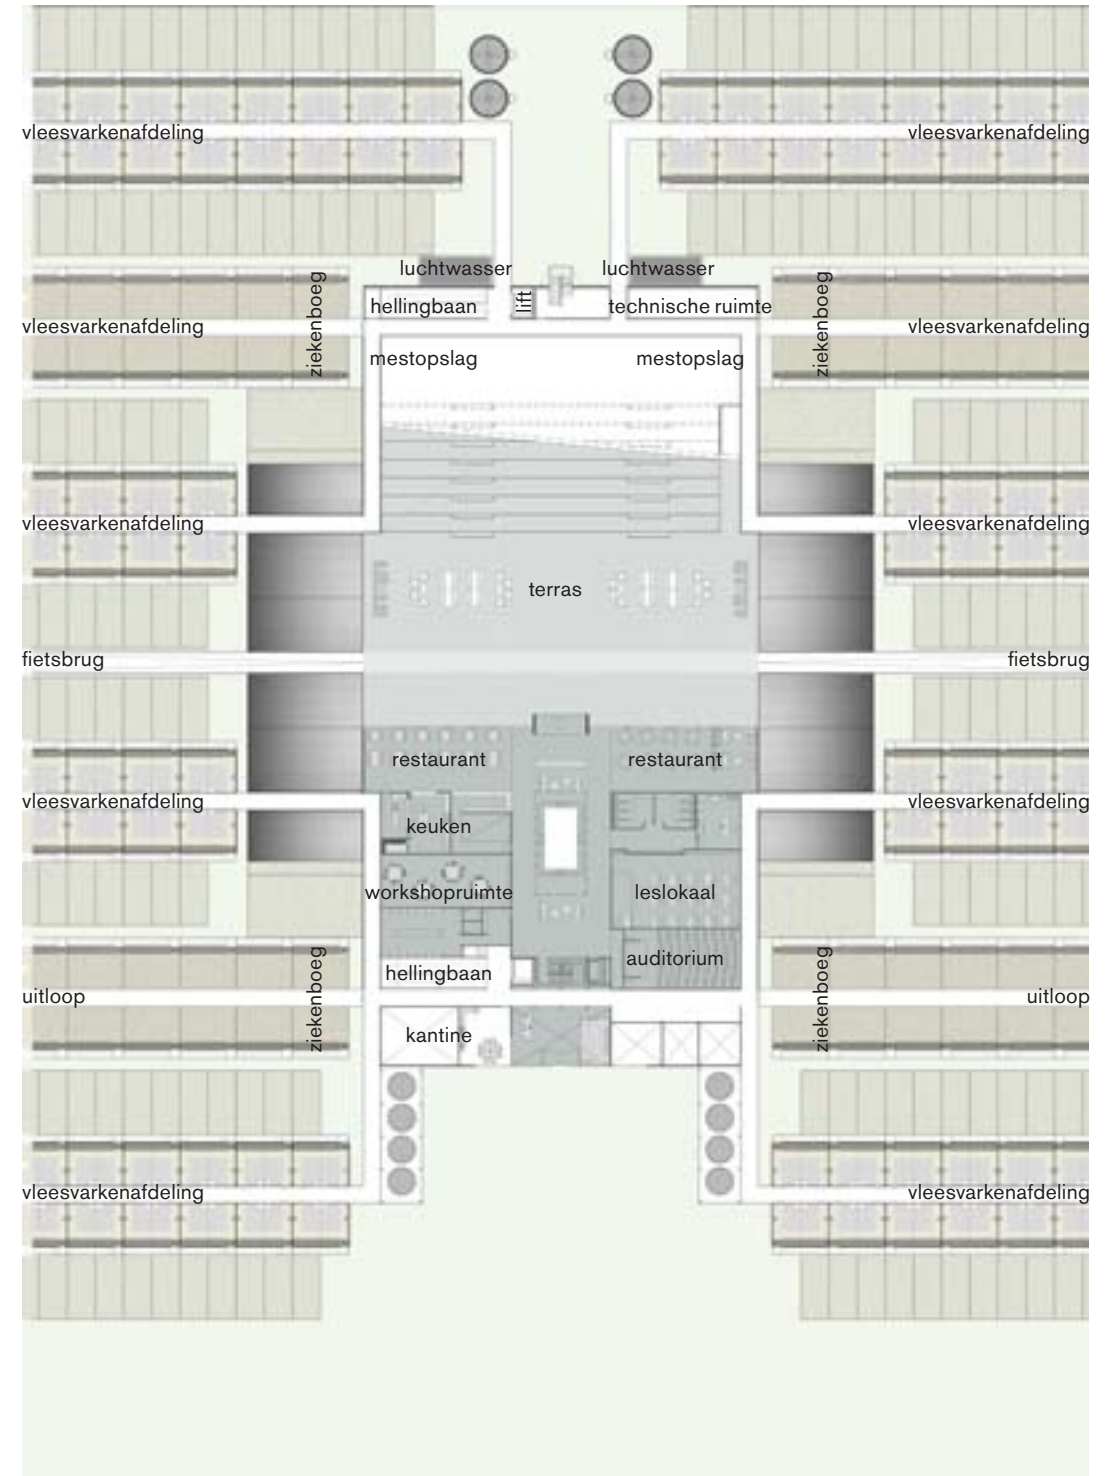 vleesvarkenafdeling vleesvarkenafdeling
luchtwasser luchtwasser
hellingbaan lift technische ruimte
vleesvarkenafdeling ziekenboeg ziekenboeg vleesvarkenafdeling
mestopslag mestopslag
vleesvarkenafdeling vleesvarkenafdeling
terras
fietsbrug fietsbrug
restaurant restaurant
vleesvarkenafdeling vleesvarkenafdeling
keuken
workshopruimte leslokaal
auditorium
hellingbaan
uitloop ziekenboeg ziekenboeg uitloop
kantine
vleesvarkenafdeling vleesvarkenafdeling